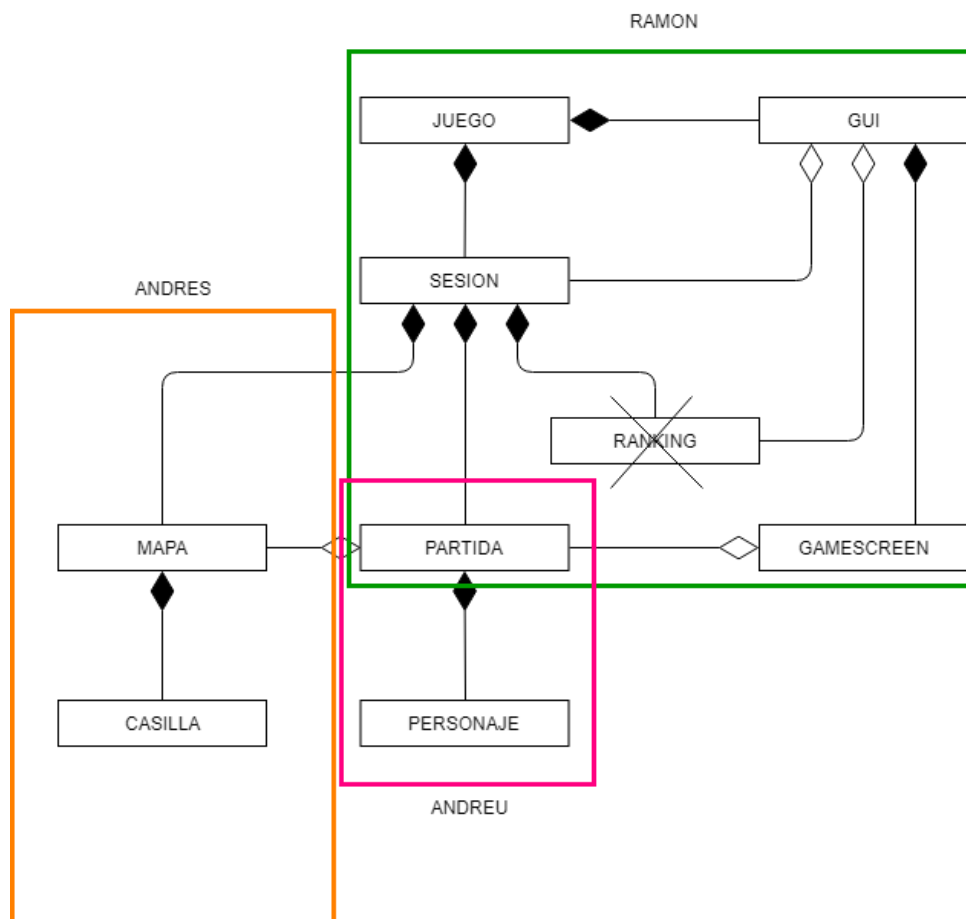 RAMON
JUEGO
GUI
SESION
ANDRES
RANKING
MAPA
PARTIDA
GAMESCREEN
CASILLA
PERSONAJE
ANDREU